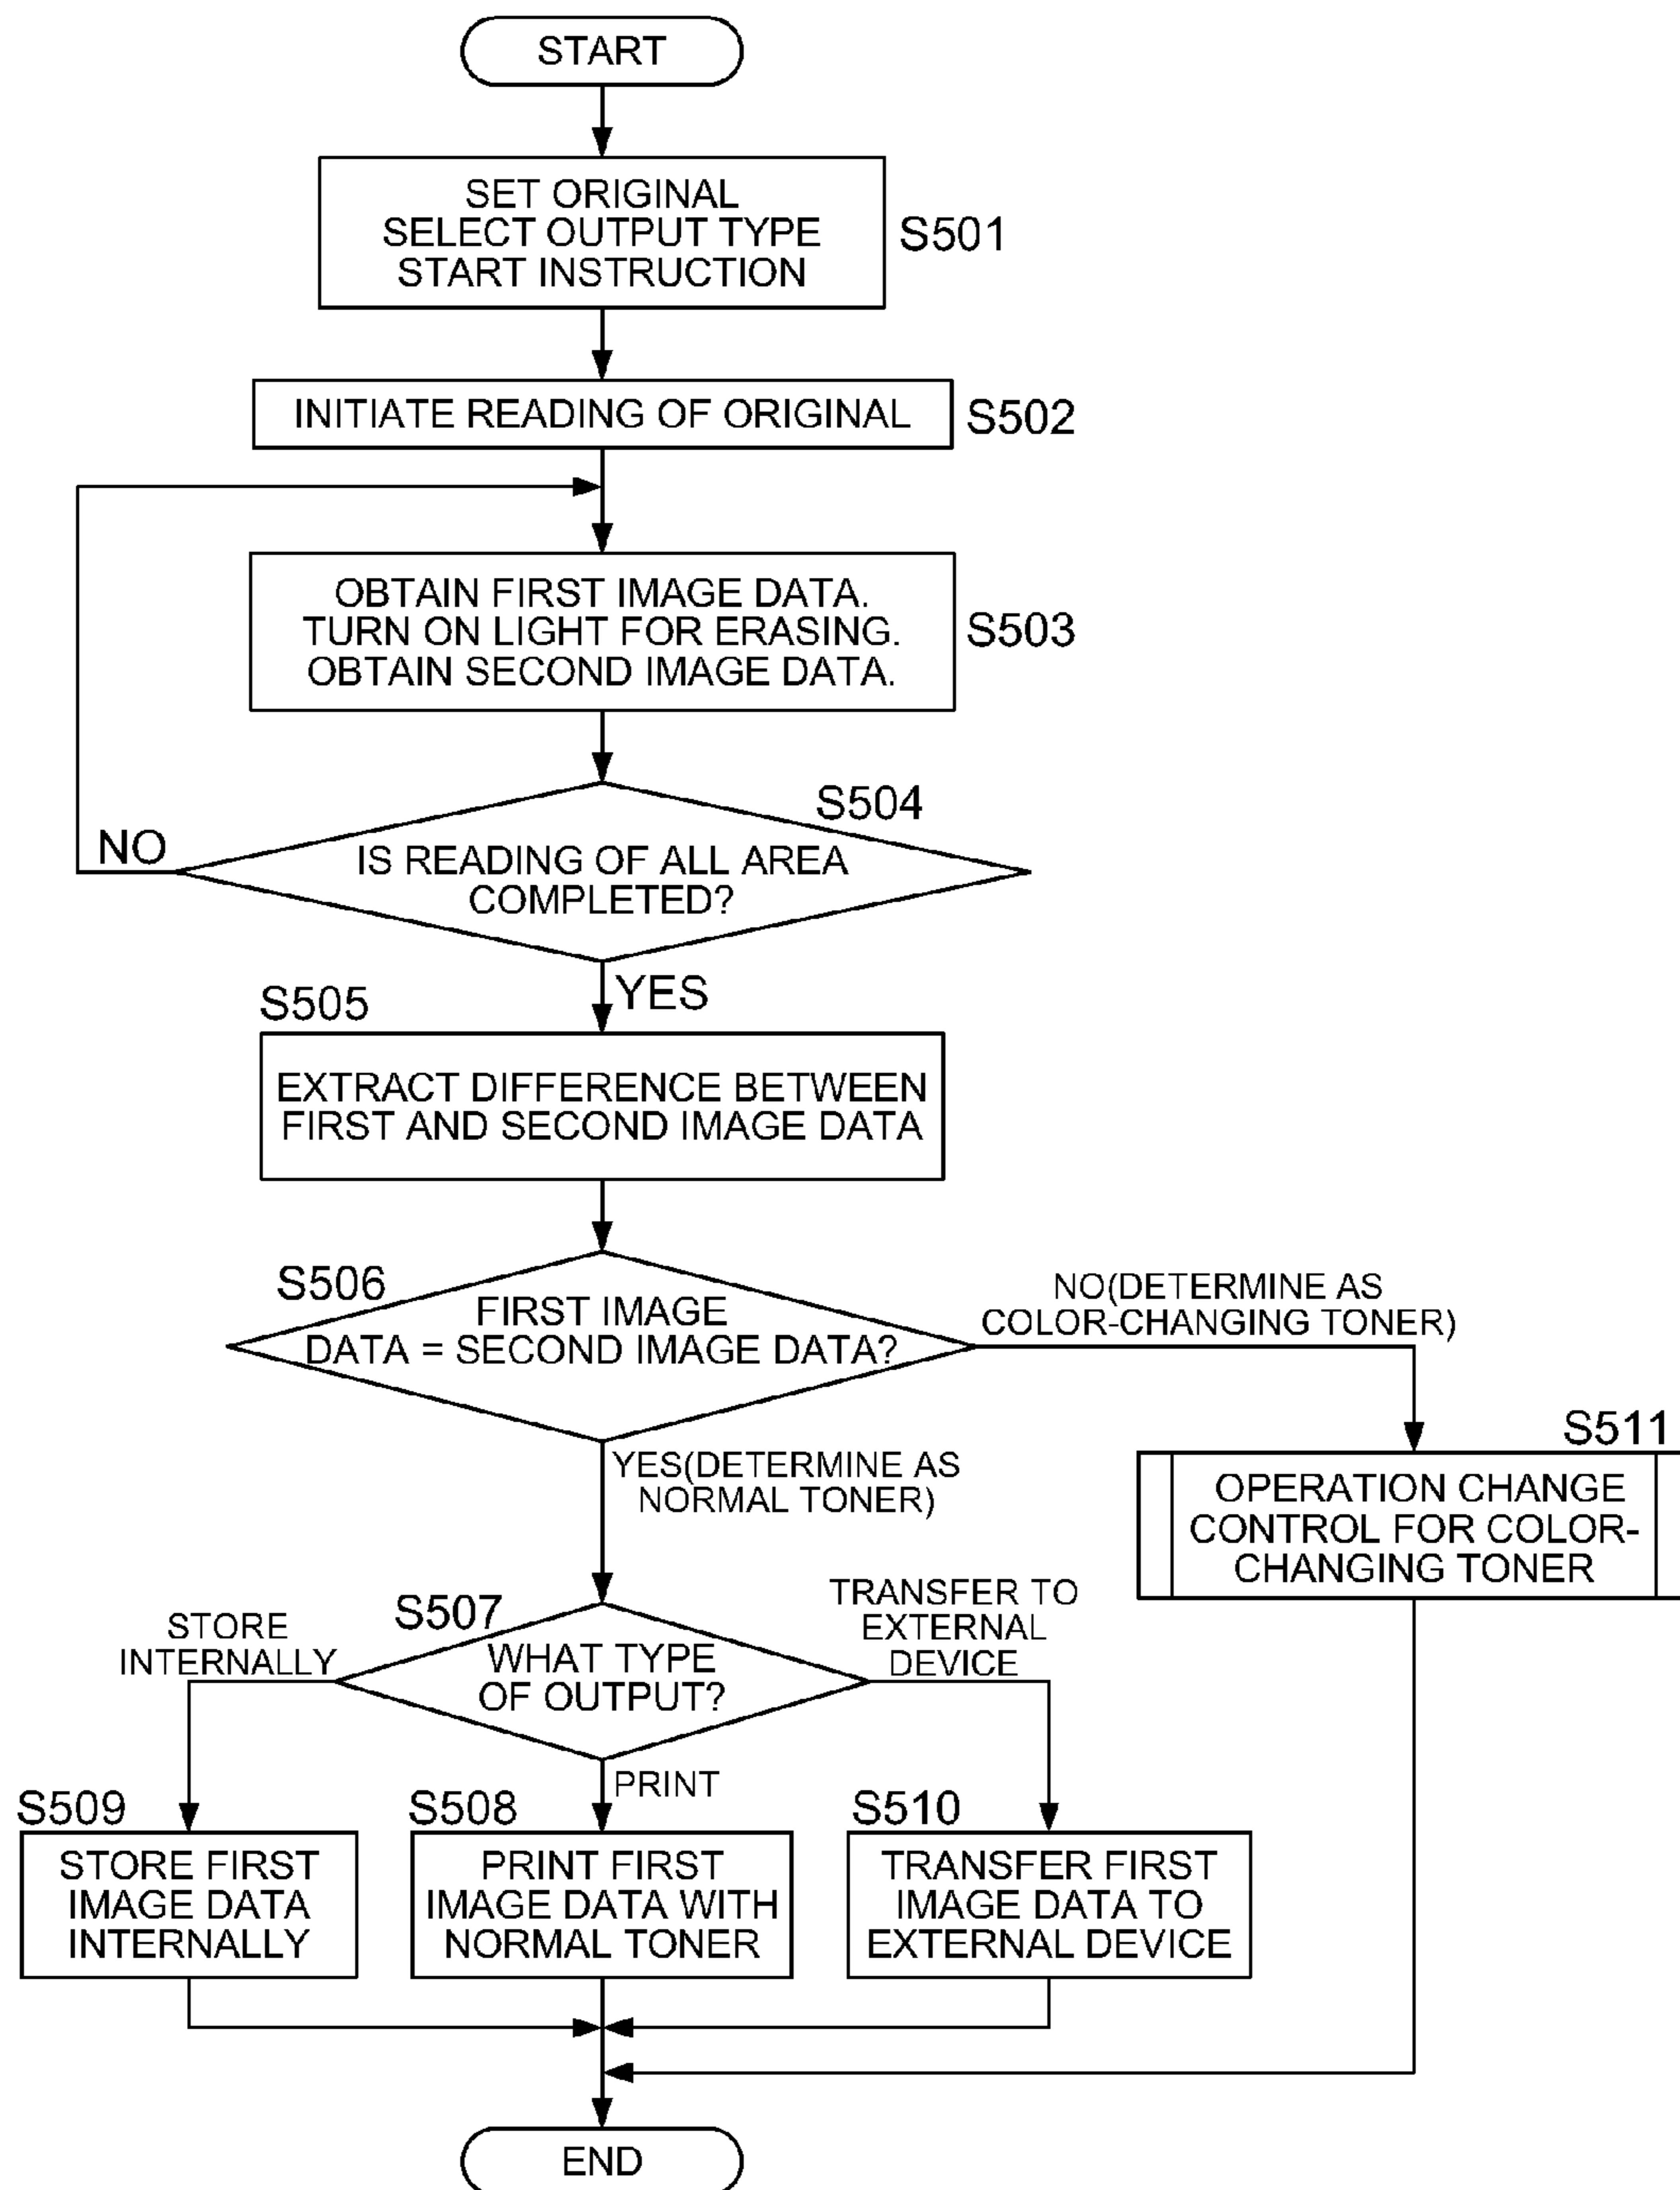 START
SET ORIGINAL
SELECT OUTPUT TYPE
START INSTRUCTION
S501
INITIATE READING OF ORIGINAL
S502
OBTAIN FIRST IMAGE DATA.
TURN ON LIGHT FOR ERASING.
OBTAIN SECOND IMAGE DATA.
S503
S504
NO
IS READING OF ALL AREA
COMPLETED?
YES
S505
EXTRACT DIFFERENCE BETWEEN
FIRST AND SECOND IMAGE DATA
S506
FIRST IMAGE
DATA = SECOND IMAGE DATA?
NO(DETERMINE AS
COLOR-CHANGING TONER)
YES(DETERMINE AS
NORMAL TONER)
S511
OPERATION CHANGE
CONTROL FOR COLOR-
CHANGING TONER
S507
WHAT TYPE
OF OUTPUT?
STORE
INTERNALLY
TRANSFER TO
EXTERNAL
DEVICE
PRINT
S509
STORE FIRST
IMAGE DATA
INTERNALLY
S508
PRINT FIRST
IMAGE DATA WITH
NORMAL TONER
S510
TRANSFER FIRST
IMAGE DATA TO
EXTERNAL DEVICE
END